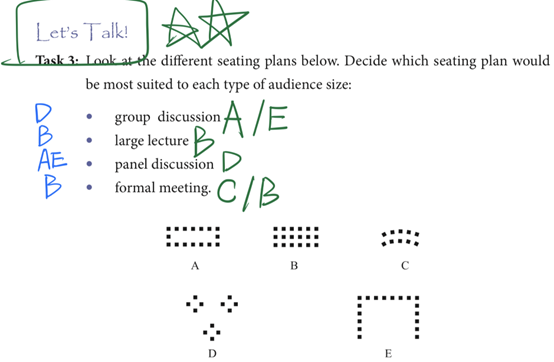 Let's Talk!
Task 3: Look at the different seating plans below. Decide which seating plan would
be most suited to each type of audience size:
D • group discussion A/E
B • large lecture B
AE • panel discussion D
B • formal meeting. C/B
A B C
D E